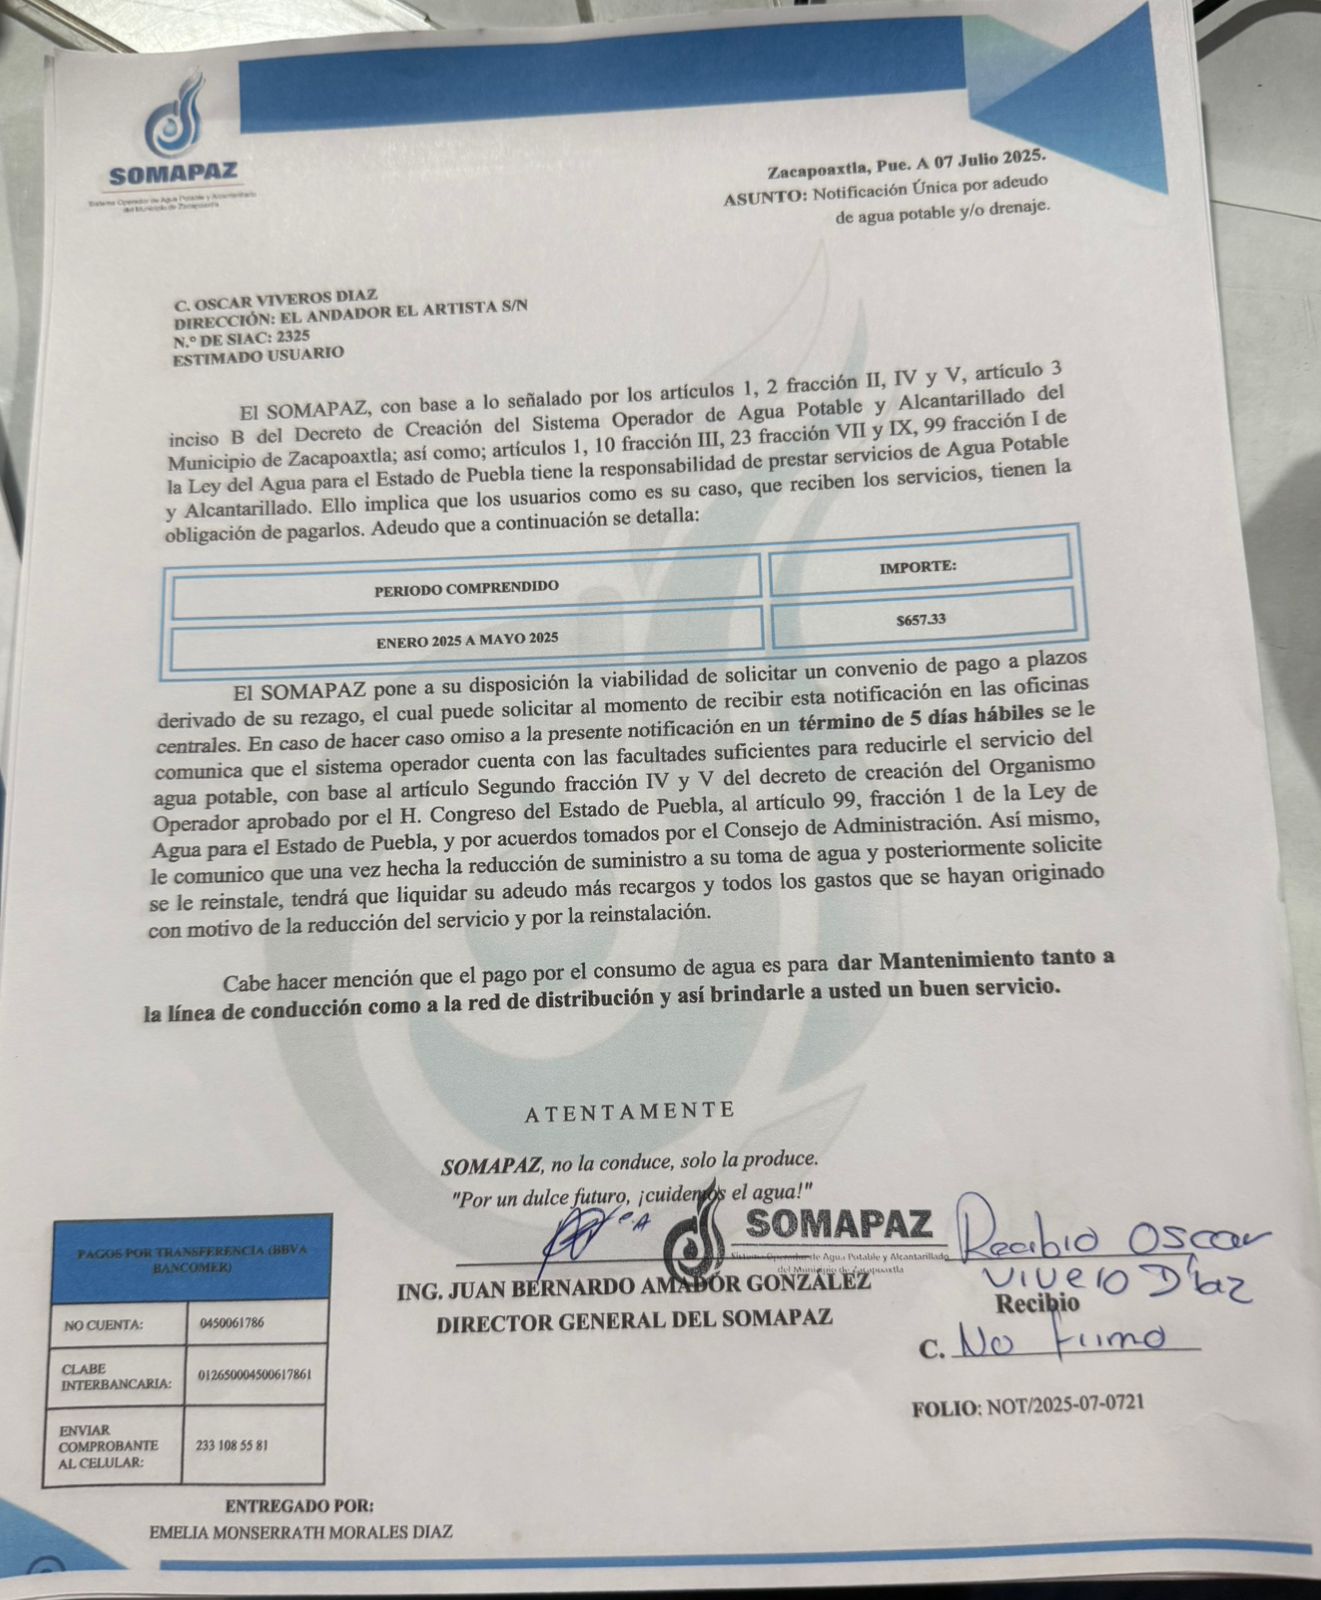 SOMAPAZ
Sistema Operador de Agua Potable y Alcantarillado
del Municipio de Zacapoaxtla
Zacapoaxtla, Pue. A 07 Julio 2025.
ASUNTO: Notificación Única por adeudo
de agua potable y/o drenaje.
C. OSCAR VIVEROS DIAZ
DIRECCIÓN: EL ANDADOR EL ARTISTA S/N
N.° DE SIAC: 2325
ESTIMADO USUARIO
El SOMAPAZ, con base a lo señalado por los artículos 1, 2 fracción II, IV y V, artículo 3
inciso B del Decreto de Creación del Sistema Operador de Agua Potable y Alcantarillado del
Municipio de Zacapoaxtla; así como; artículos 1, 10 fracción III, 23 fracción VII y IX, 99 fracción I de
la Ley del Agua para el Estado de Puebla tiene la responsabilidad de prestar servicios de Agua Potable
y Alcantarillado. Ello implica que los usuarios como es su caso, que reciben los servicios, tienen la
obligación de pagarlos. Adeudo que a continuación se detalla:
PERIODO COMPRENDIDO
IMPORTE:
ENERO 2025 A MAYO 2025
$657.33
El SOMAPAZ pone a su disposición la viabilidad de solicitar un convenio de pago a plazos
derivado de su rezago, el cual puede solicitar al momento de recibir esta notificación en las oficinas
centrales. En caso de hacer caso omiso a la presente notificación en un término de 5 días hábiles se le
comunica que el sistema operador cuenta con las facultades suficientes para reducirle el servicio del
agua potable, con base al artículo Segundo fracción IV y V del decreto de creación del Organismo
Operador aprobado por el H. Congreso del Estado de Puebla, al artículo 99, fracción 1 de la Ley de
Agua para el Estado de Puebla, y por acuerdos tomados por el Consejo de Administración. Así mismo,
le comunico que una vez hecha la reducción de suministro a su toma de agua y posteriormente solicite
se le reinstale, tendrá que liquidar su adeudo más recargos y todos los gastos que se hayan originado
con motivo de la reducción del servicio y por la reinstalación.
Cabe hacer mención que el pago por el consumo de agua es para dar Mantenimiento tanto a
la línea de conducción como a la red de distribución y así brindarle a usted un buen servicio.
ATENTAMENTE
SOMAPAZ, no la conduce, solo la produce.
"Por un dulce futuro, ¡cuidemos el agua!"
SOMAPAZ
Sistema Operador de Agua Potable y Alcantarillado
del Municipio de Zacapoaxtla
ING. JUAN BERNARDO AMADOR GONZÁLEZ
DIRECTOR GENERAL DEL SOMAPAZ
Recibio Oscar
Vivero Díaz
Recibio
C. No Firmo
FOLIO: NOT/2025-07-0721
PAGOS POR TRANSFERENCIA (BBVA
BANCOMER)
NO CUENTA:
0450061786
CLABE
INTERBANCARIA:
012650004500617861
ENVIAR
COMPROBANTE
AL CELULAR:
233 108 55 81
ENTREGADO POR:
EMELIA MONSERRATH MORALES DIAZ